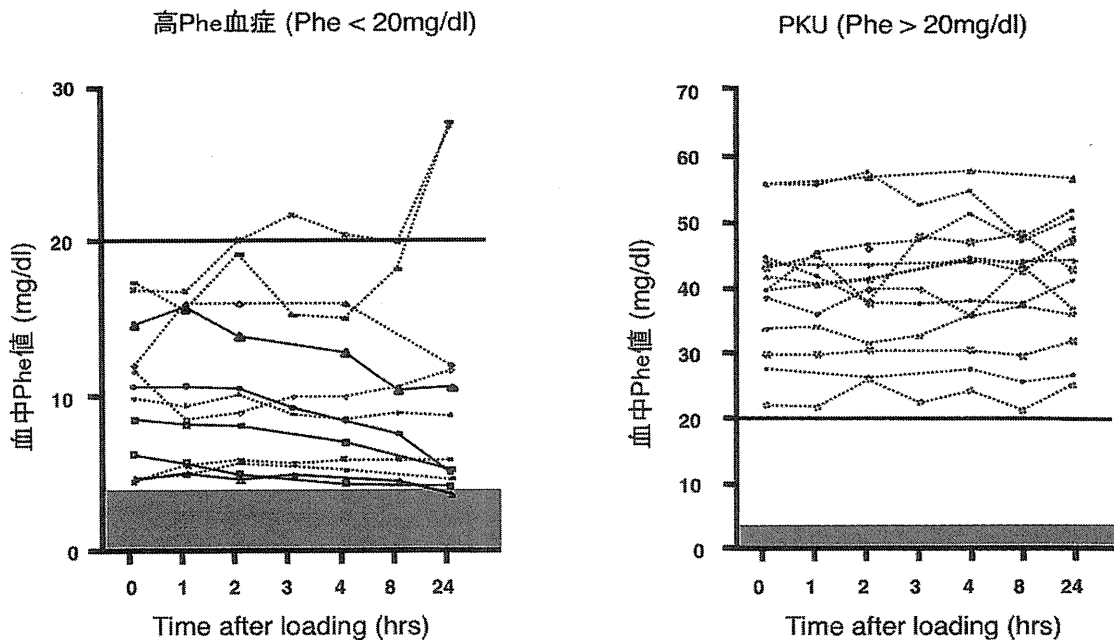 高Phe血症 (Phe < 20mg/dl)
30
20
10
0
血中Phe値 (mg/dl)
0 1 2 3 4 8 24
Time after loading (hrs)
PKU (Phe > 20mg/dl)
70
60
50
40
30
20
10
0
血中Phe値 (mg/dl)
0 1 2 3 4 8 24
Time after loading (hrs)